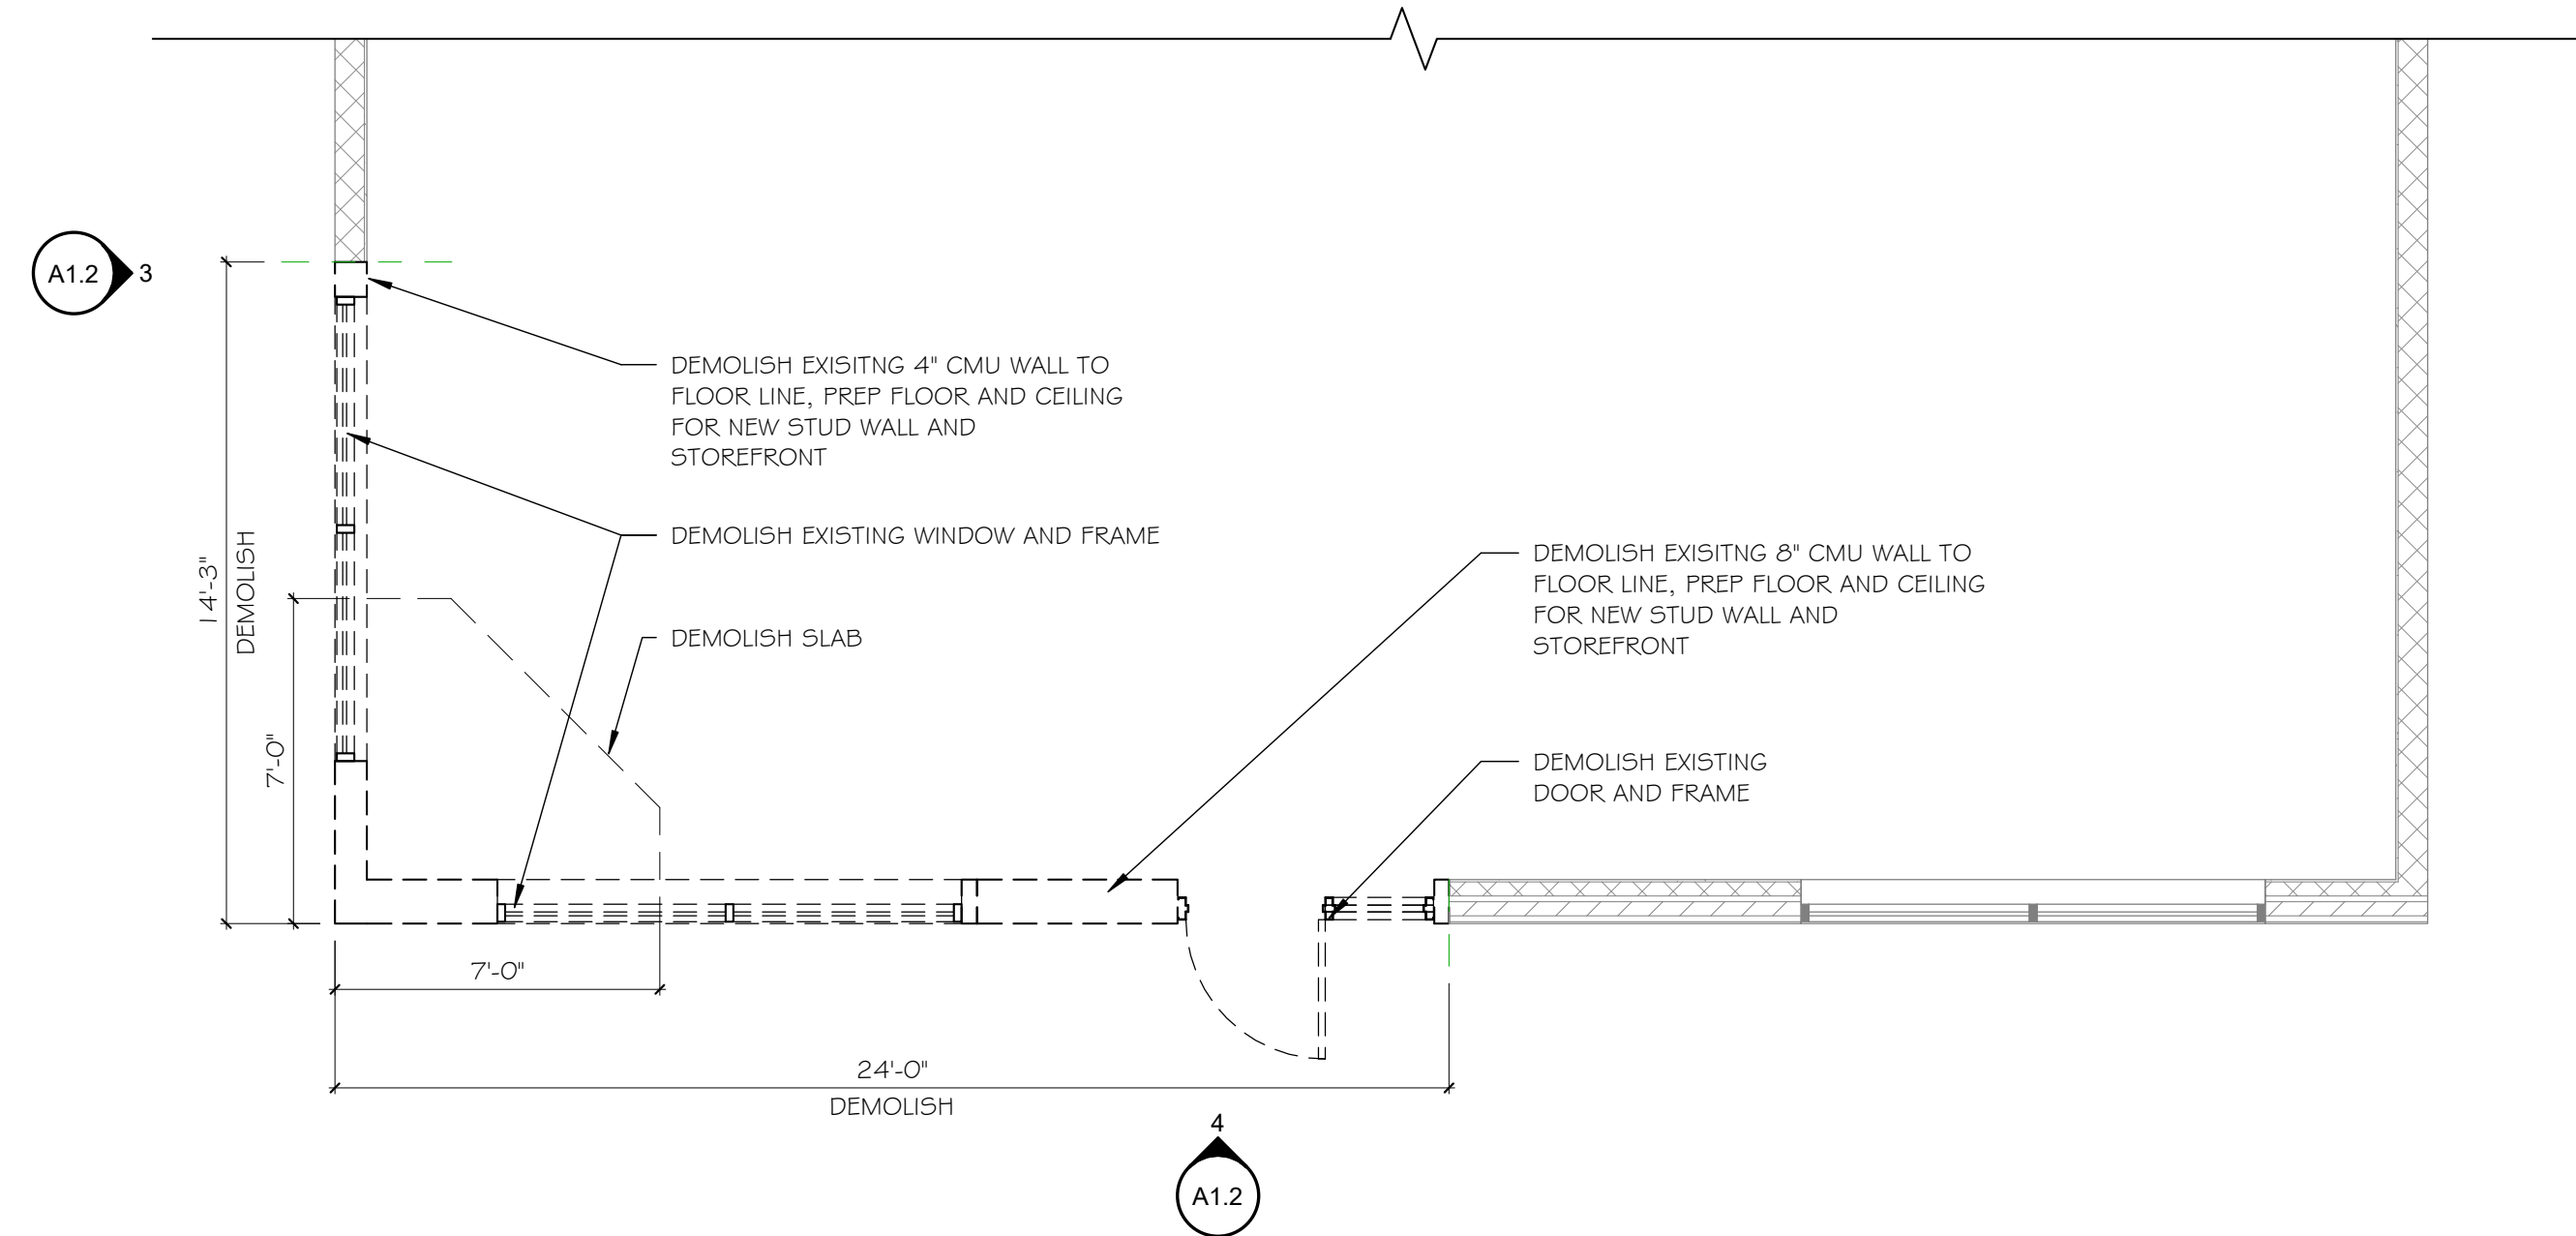 A1.2
3
DEMOLISH EXISITNG 4" CMU WALL TO
FLOOR LINE, PREP FLOOR AND CEILING
FOR NEW STUD WALL AND
STOREFRONT
DEMOLISH EXISTING WINDOW AND FRAME
DEMOLISH SLAB
14'-3"
DEMOLISH
7'-0"
DEMOLISH EXISITNG 8" CMU WALL TO
FLOOR LINE, PREP FLOOR AND CEILING
FOR NEW STUD WALL AND
STOREFRONT
DEMOLISH EXISTING
DOOR AND FRAME
7'-0"
24'-0"
DEMOLISH
4
A1.2